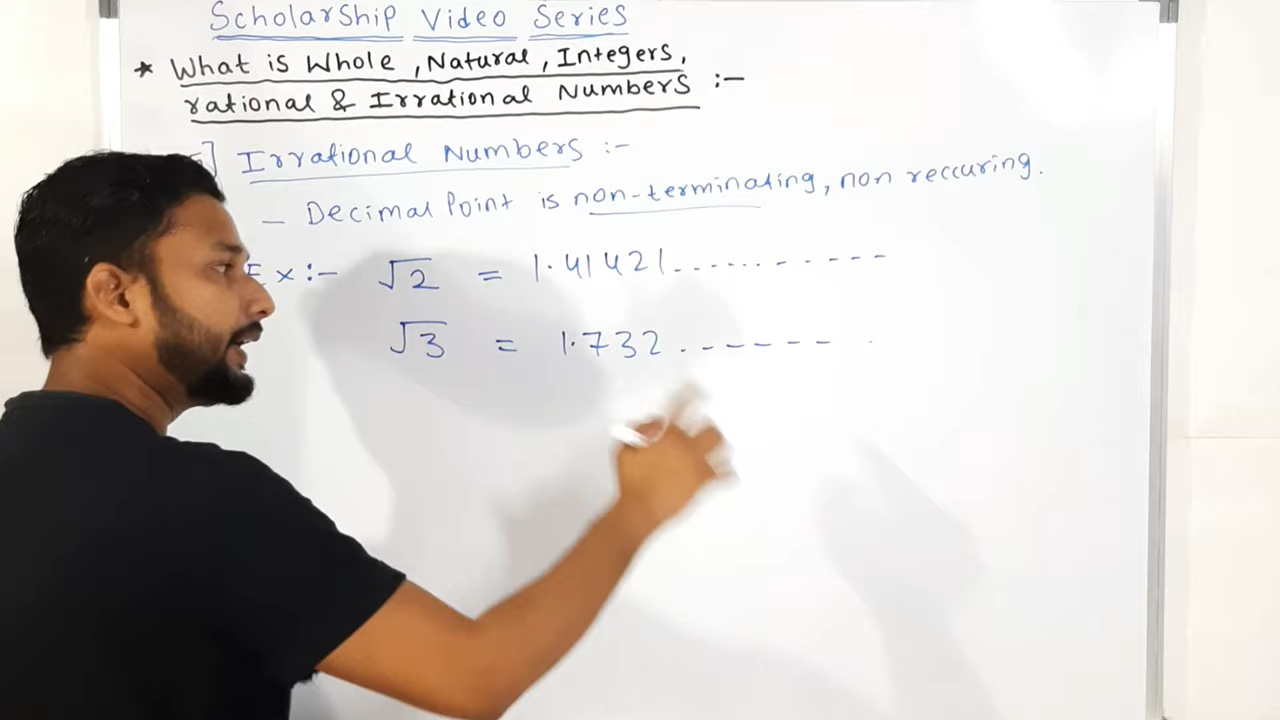 Scholarship Video Series
* What is Whole, Natural, Integers,
rational & Irrational Numbers :-
] Irrational Numbers :-
- Decimal Point is non-terminating, non reccuring.
Ex :- √2 = 1.41421...........
√3 = 1.732.------ .